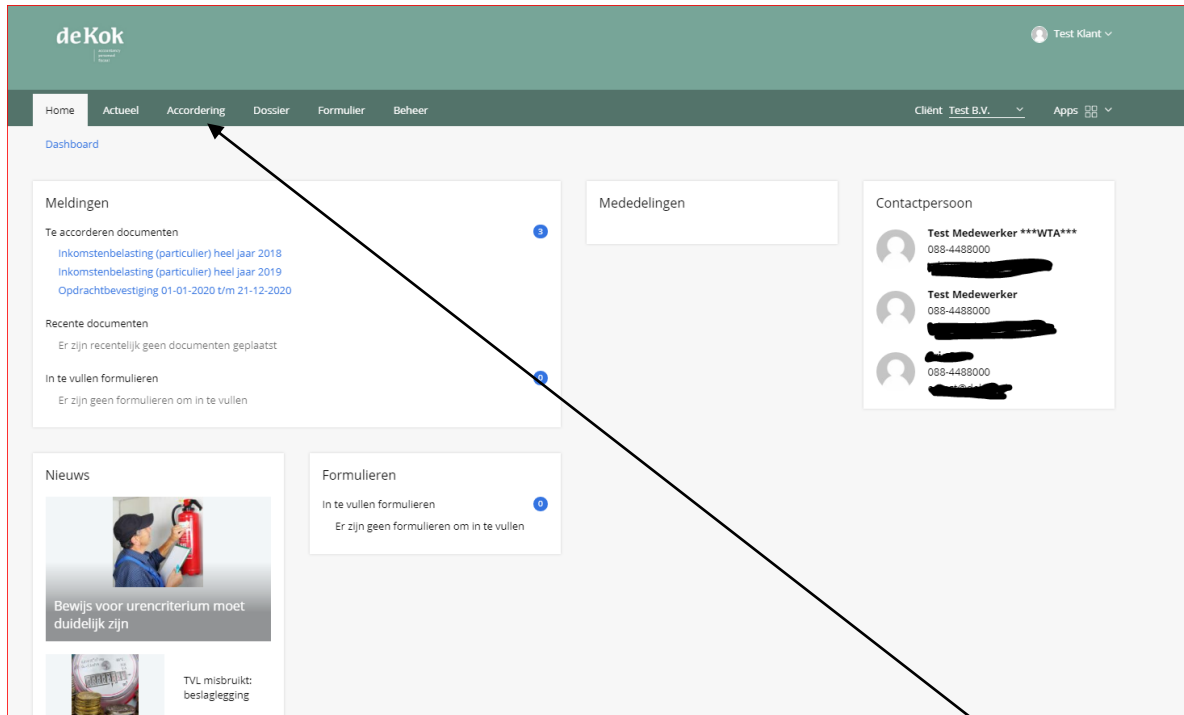 deKok
Test Klant
Home Actueel Accordering Dossier Formulier Beheer
Cliënt Test B.V.
Apps
Dashboard
Meldingen
Te accorderen documenten 3
Inkomstenbelasting (particulier) heel jaar 2018
Inkomstenbelasting (particulier) heel jaar 2019
Opdrachtbevestiging 01-01-2020 t/m 21-12-2020
Recente documenten
Er zijn recentelijk geen documenten geplaatst
In te vullen formulieren 0
Er zijn geen formulieren om in te vullen
Mededelingen
Contactpersoon
Test Medewerker ***WTA***
088-4488000
Test Medewerker
088-4488000
088-4488000
Nieuws
Bewijs voor urencriterium moet
duidelijk zijn
TVL misbruikt:
beslaglegging
Formulieren
In te vullen formulieren 0
Er zijn geen formulieren om in te vullen